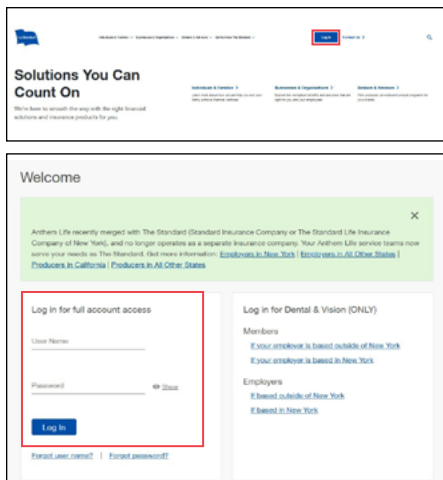 Individuals & Families
Businesses & Organizations
Brokers & Advisors
Log In
Contact Us
Solutions You Can
Count On
We're here to smooth the way with the right financial
solutions and insurance products for you.
Individuals & Families
Businesses & Organizations
Brokers & Advisors
Welcome
Anthem Life recently merged with The Standard (Standard Insurance Company or The Standard Life Insurance
Company of New York), and no longer operates as a separate insurance company. Your Anthem Life service teams now
serve your needs as The Standard. Get more information: Employers in New York | Employers in All Other States |
Producers in California | Producers in All Other States
Log in for full account access
User Name
Password
Show
Log In
Forgot user name? | Forgot password?
Log in for Dental & Vision (ONLY)
Members
If your employer is based outside of New York
If your employer is based in New York
Employers
If based outside of New York
If based in New York